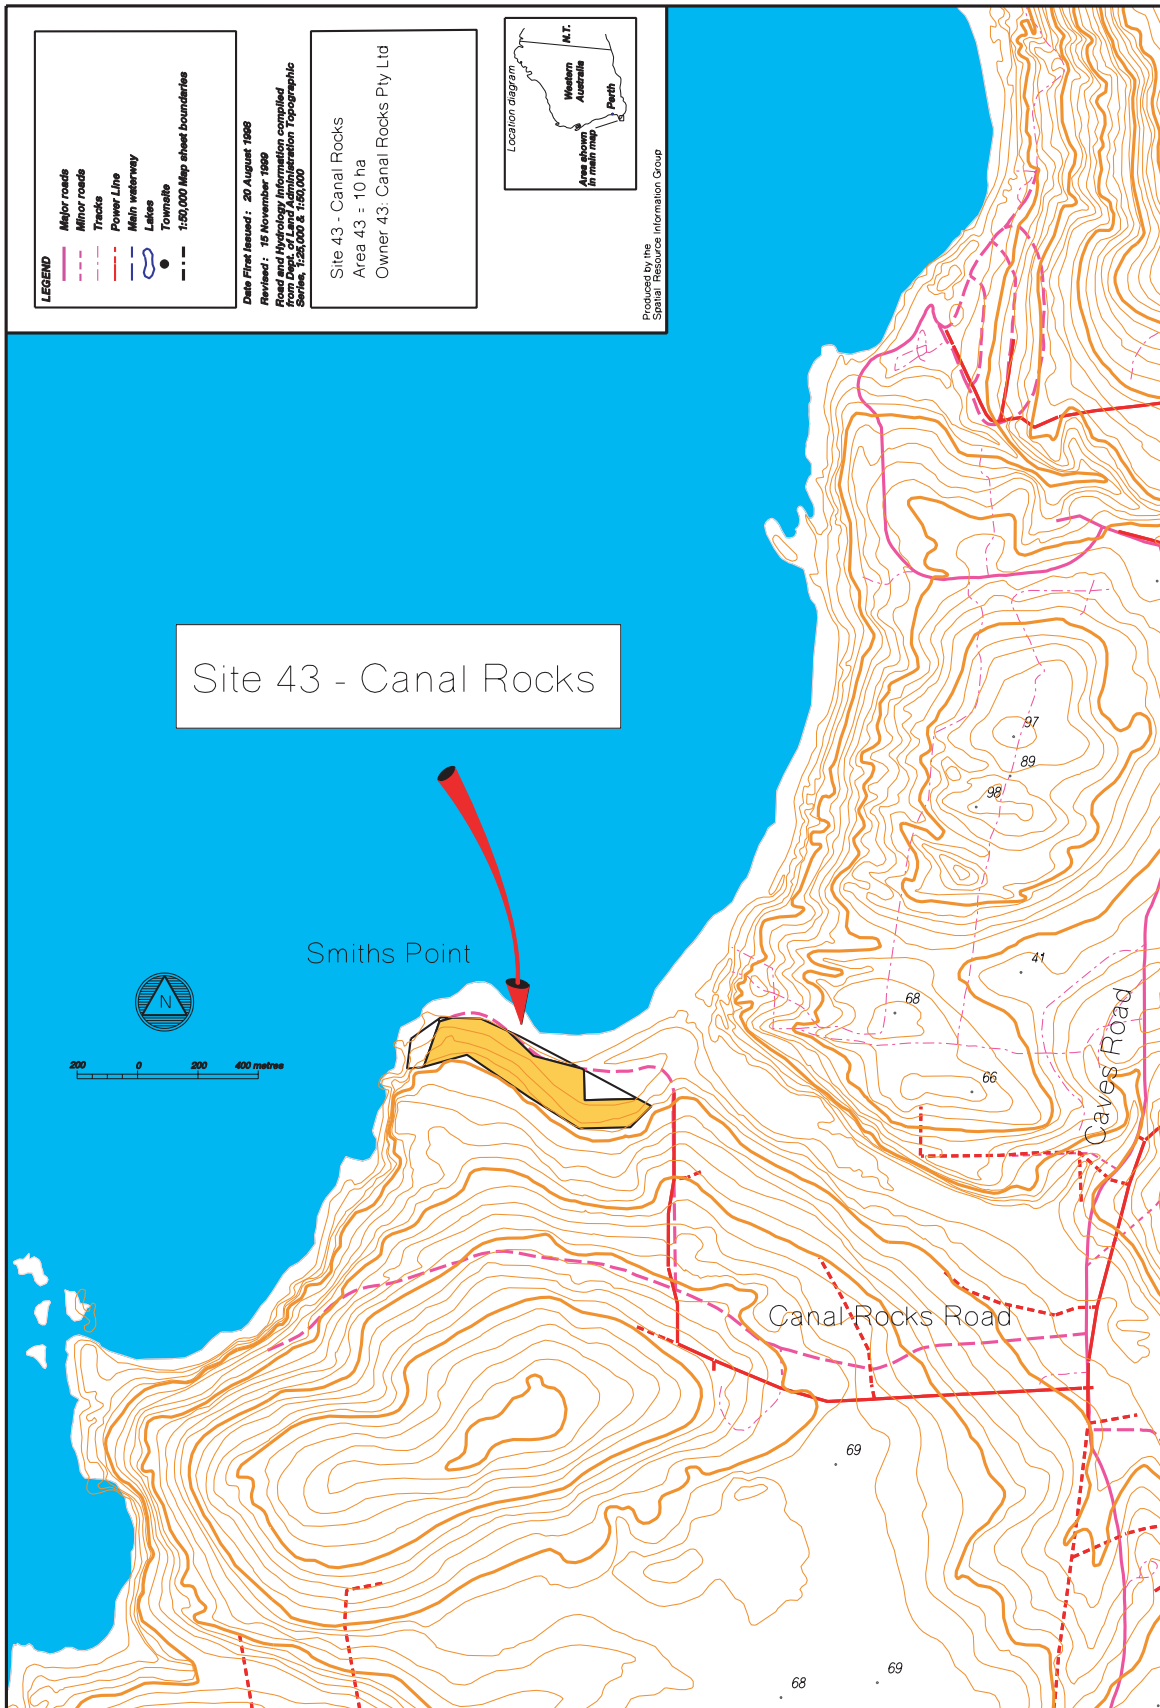 LEGEND
Major roads
Minor roads
Tracks
Power Line
Main waterway
Lakes
Townsite
1:50,000 Map sheet boundaries
Date First Issued : 20 August 1998
Revised : 15 November 1999
Road and Hydrology information compiled
from Dept. of Land Administration Topographic
Series, 1:25,000 & 1:50,000
Site 43 - Canal Rocks
Area 43 = 10 ha
Owner 43: Canal Rocks Pty Ltd
Location diagram
N.T.
Western
Australia
Perth
Area shown
in main map
Produced by the
Spatial Resource Information Group
Site 43 - Canal Rocks
97
89
98
Smiths Point
41
68
N
Caves Road
200 0 200 400 metres
66
Canal Rocks Road
69
69
68